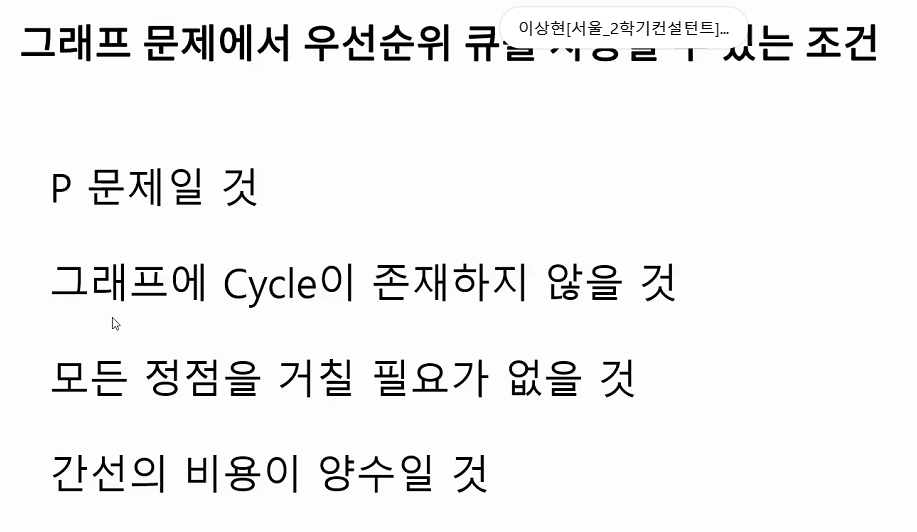 그래프 문제에서 우선순위 큐를 사용할 수 있는 조건
이상현[서울_2학기컨설턴트]...
P 문제일 것
그래프에 Cycle이 존재하지 않을 것
모든 정점을 거칠 필요가 없을 것
간선의 비용이 양수일 것